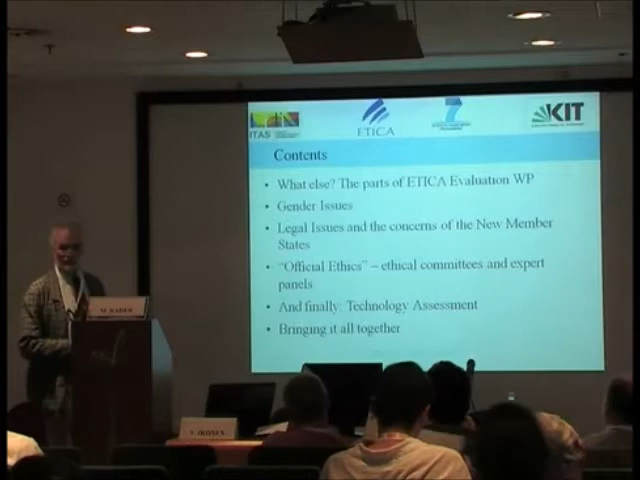 ITAS
ETICA
7
KIT
Contents
• What else? The parts of ETICA Evaluation WP
• Gender Issues
• Legal Issues and the concerns of the New Member
States
• "Official Ethics" – ethical committees and expert
panels
• And finally: Technology Assessment
• Bringing it all together
M RADER